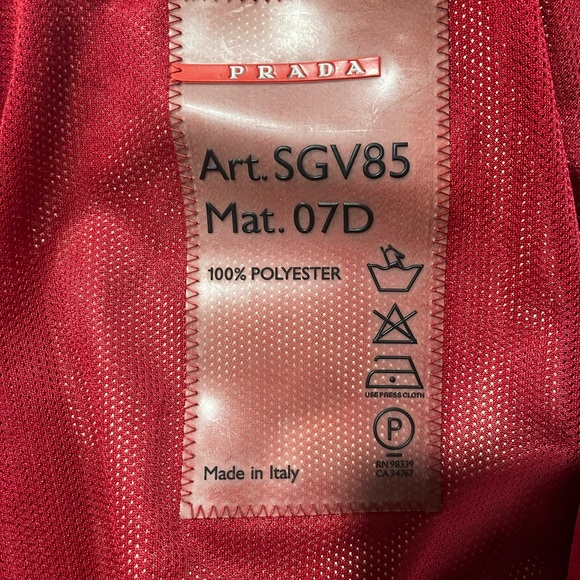 PRADA
Art. SGV85
Mat. 07D
100% POLYESTER
USE PRESS CLOTH
P
RN 98339
CA 34767
Made in Italy